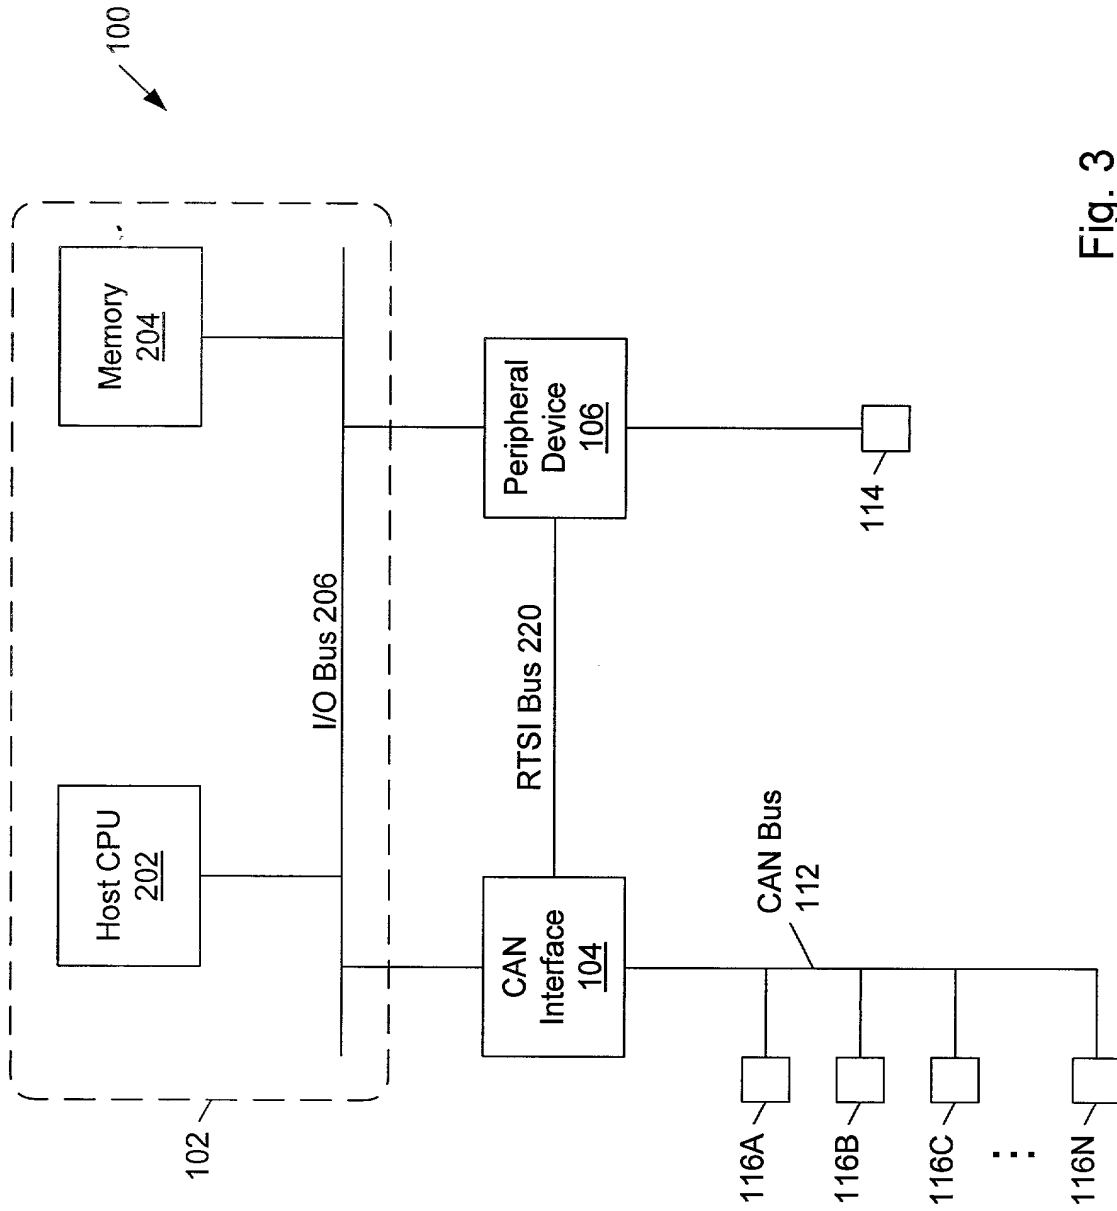 100
Host CPU
202
Memory
204
I/O Bus 206
102
CAN
Interface
104
RTSI Bus 220
Peripheral
Device
106
CAN Bus
112
116A
116B
116C
⋮
116N
114
Fig. 3